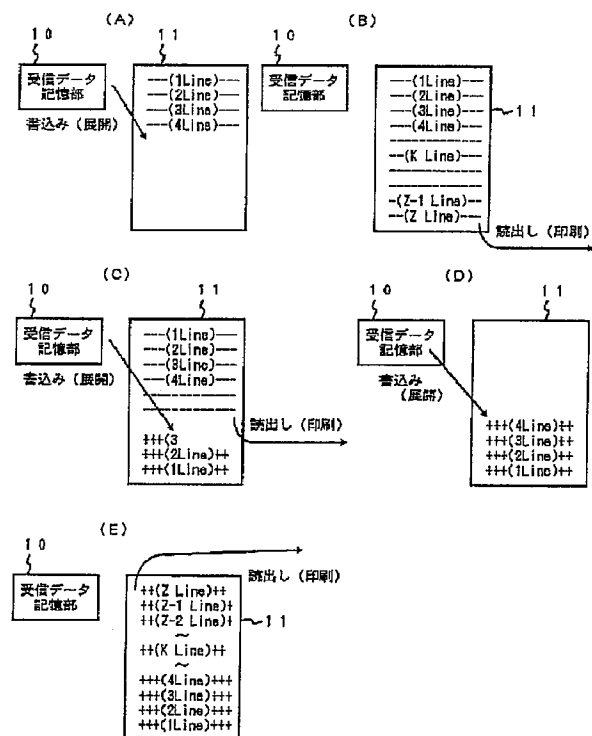 (A)
10
11
受信データ
記憶部
書込み(展開)
---(1Line)---
---(2Line)---
---(3Line)---
---(4Line)---
(B)
10
受信データ
記憶部
---(1Line)---
---(2Line)---
---(3Line)---
---(4Line)---
11
--(K Line)---
-(Z-1 Line)--
--(Z Line)---
読出し(印刷)
(C)
10
11
受信データ
記憶部
書込み(展開)
---(1Line)---
---(2Line)---
---(3Line)---
---(4Line)---
読出し(印刷)
+++(3
+++(2Line)++
+++(1Line)++
(D)
10
11
受信データ
記憶部
書込み
(展開)
+++(4Line)++
+++(3Line)++
+++(2Line)++
+++(1Line)++
(E)
10
受信データ
記憶部
読出し(印刷)
++(Z Line)++
++(Z-1 Line)+
++(Z-2 Line)+
~
++(K Line)++
~
+++(4Line)+++
+++(3Line)+++
+++(2Line)+++
+++(1Line)+++
11